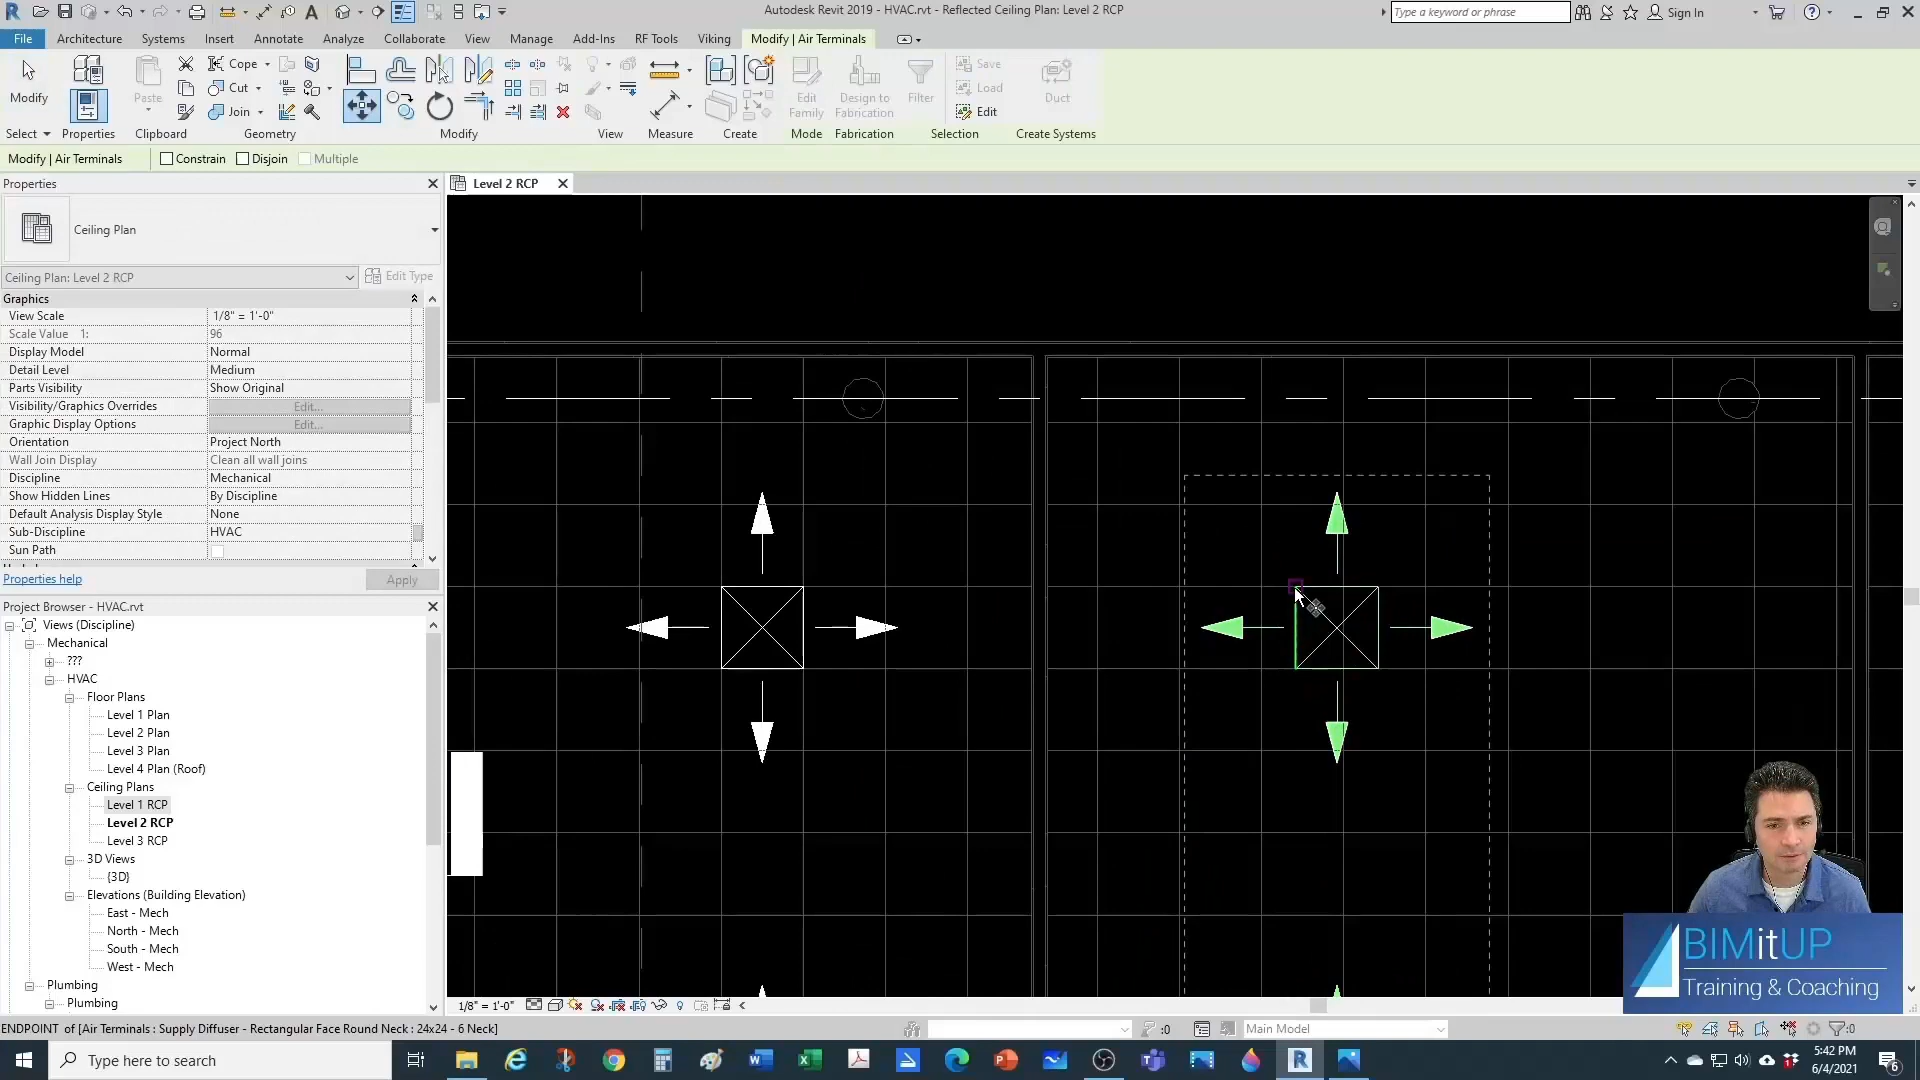 Autodesk Revit 2019 - HVAC.rvt - Reflected Ceiling Plan: Level 2 RCP
Type a keyword or phrase
Sign In
File
Architecture
Systems
Insert
Annotate
Analyze
Collaborate
View
Manage
Add-Ins
RF Tools
Viking
Modify | Air Terminals
Modify
Paste
Cope
Cut
Join
Edit Family
Design to Fabrication
Filter
Save
Load
Edit
Duct
Select
Properties
Clipboard
Geometry
Modify
View
Measure
Create
Mode
Fabrication
Selection
Create Systems
Modify | Air Terminals
Constrain
Disjoin
Multiple
Properties
Level 2 RCP
Ceiling Plan
Ceiling Plan: Level 2 RCP
Edit Type
Graphics
View Scale 1/8" = 1'-0"
Scale Value 1: 96
Display Model Normal
Detail Level Medium
Parts Visibility Show Original
Visibility/Graphics Overrides Edit...
Graphic Display Options Edit...
Orientation Project North
Wall Join Display Clean all wall joins
Discipline Mechanical
Show Hidden Lines By Discipline
Default Analysis Display Style None
Sub-Discipline HVAC
Sun Path
Properties help
Apply
Project Browser - HVAC.rvt
Views (Discipline)
Mechanical
???
HVAC
Floor Plans
Level 1 Plan
Level 2 Plan
Level 3 Plan
Level 4 Plan (Roof)
Ceiling Plans
Level 1 RCP
Level 2 RCP
Level 3 RCP
3D Views
{3D}
Elevations (Building Elevation)
East - Mech
North - Mech
South - Mech
West - Mech
Plumbing
Plumbing
BIMitUP
Training & Coaching
1/8" = 1'-0"
ENDPOINT of [Air Terminals : Supply Diffuser - Rectangular Face Round Neck : 24x24 - 6 Neck]
:0
Main Model
:0
Type here to search
5:42 PM
6/4/2021
6